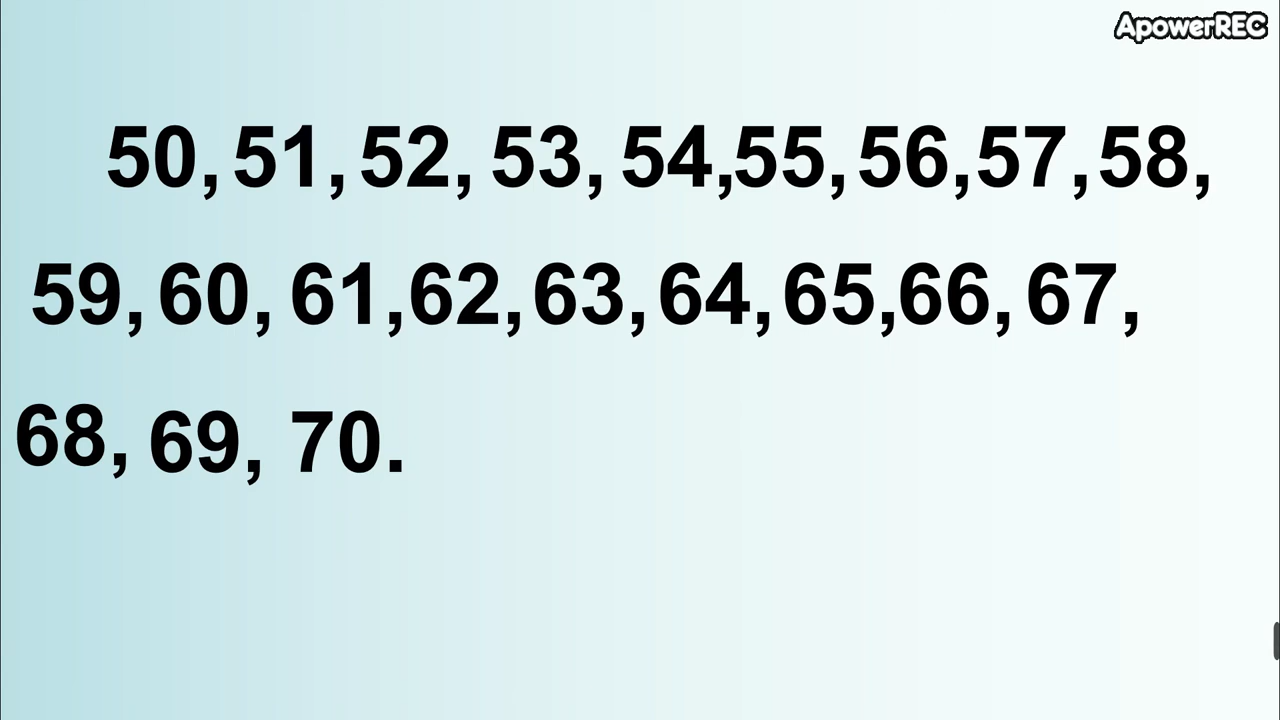 ApowerREC
50, 51, 52, 53, 54,55, 56,57,58,
59, 60, 61,62,63, 64, 65,66, 67,
68, 69, 70.